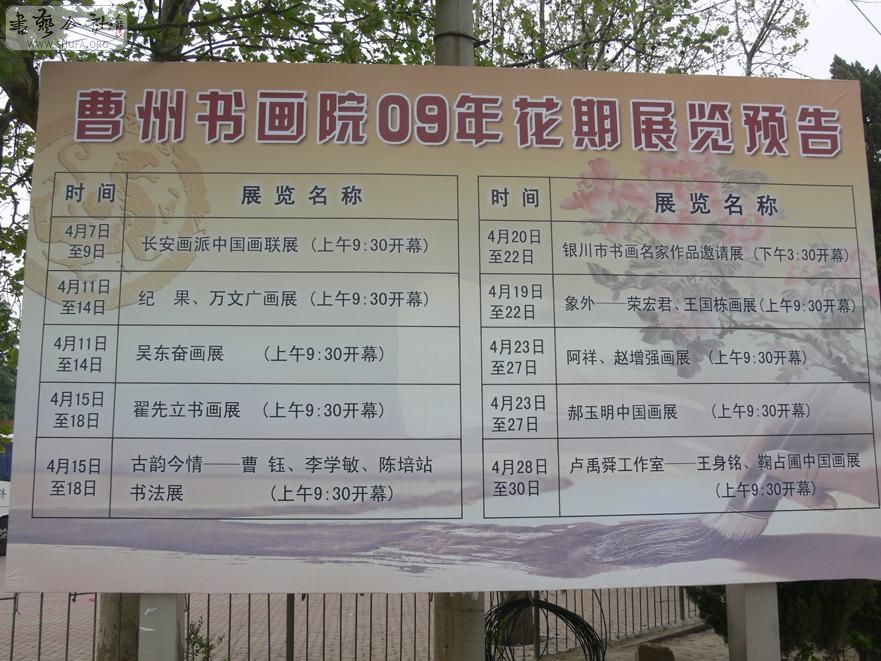 书艺公社
WWW.SHUFA.ORG
曹州书画院09年花期展览预告
时间 展览名称
4月7日
至9日
长安画派中国画联展（上午9:30开幕）
4月11日
至14日
纪 果、万文广画展（上午9:30开幕）
4月11日
至14日
吴东奋画展 （上午9:30开幕）
4月15日
至18日
翟先立书画展 （上午9:30开幕）
4月15日
至18日
古韵今情——曹 钰、李学敏、陈培站
书法展 （上午9:30开幕）
时间 展览名称
4月20日
至22日
银川市书画名家作品邀请展（下午3:30开幕）
4月19日
至22日
象外——荣宏君、王国栋画展（上午9:30开幕）
4月23日
至27日
阿祥、赵增强画展 （上午9:30开幕）
4月23日
至27日
郝玉明中国画展 （上午9:30开幕）
4月28日
至30日
卢禹舜工作室——王身铭、鞠占圃中国画展
（上午9:30开幕）